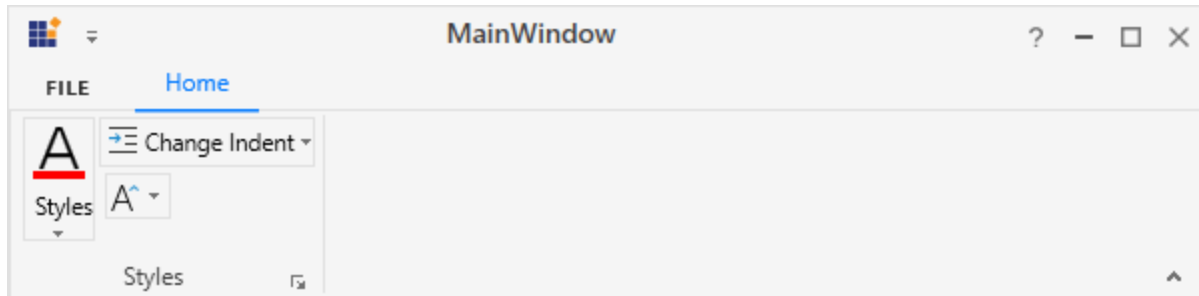 MainWindow
?
FILE
Home
A
Styles
Change Indent
A^
Styles